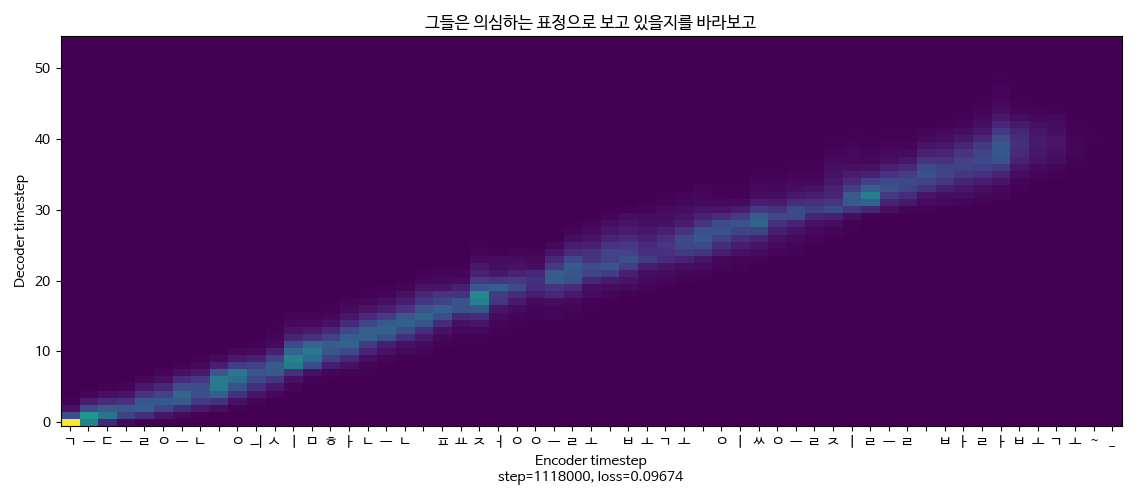 그들은 의심하는 표정으로 보고 있을지를 바라보고
50
40
30
20
10
0
Decoder timestep
ㄱ ㅡ ㄷ ㅡ ㄹ ㅇ ㅡ ㄴ ㅇ ㅢ ㅅ ㅣ ㅁ ㅎ ㅏ ㄴ ㅡ ㄴ ㅍ ㅛ ㅈ ㅓ ㅇ ㅇ ㅡ ㄹ ㅗ ㅂ ㅗ ㄱ ㅗ ㅇ ㅣ ㅆ ㅇ ㅡ ㄹ ㅈ ㅣ ㄹ ㅡ ㄹ ㅂ ㅏ ㄹ ㅏ ㅂ ㅗ ㄱ ㅗ ~ _
Encoder timestep
step=1118000, loss=0.09674